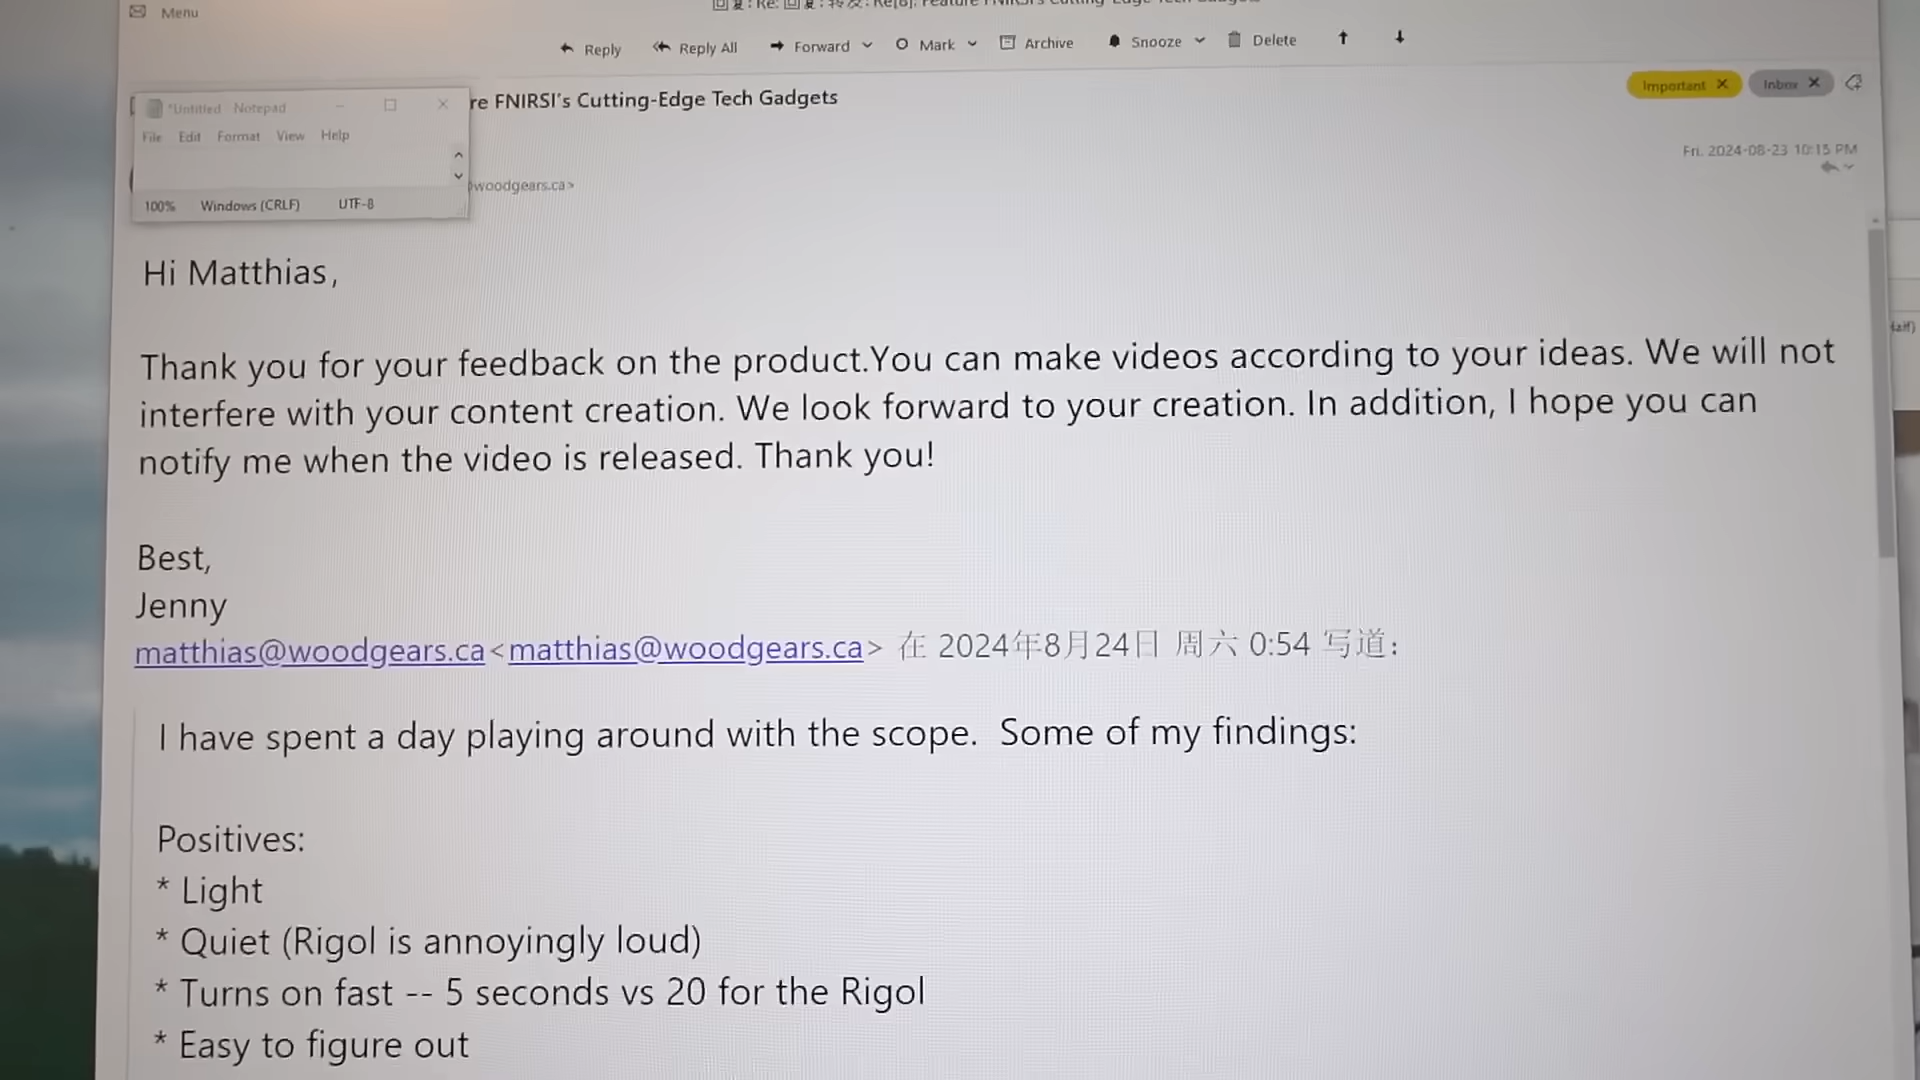 Menu
Reply Reply All Forward Mark Archive Snooze Delete
re FNIRSI's Cutting-Edge Tech Gadgets
Important Inbox
*Untitled Notepad
File Edit Format View Help
100% Windows (CRLF) UTF-8
woodgears.ca>
Fri. 2024-08-23 10:15 PM
Hi Matthias,
Thank you for your feedback on the product.You can make videos according to your ideas. We will not
interfere with your content creation. We look forward to your creation. In addition, I hope you can
notify me when the video is released. Thank you!
Best,
Jenny
matthias@woodgears.ca<matthias@woodgears.ca> 在 2024年8月24日 周六 0:54 写道:
I have spent a day playing around with the scope. Some of my findings:
Positives:
* Light
* Quiet (Rigol is annoyingly loud)
* Turns on fast -- 5 seconds vs 20 for the Rigol
* Easy to figure out